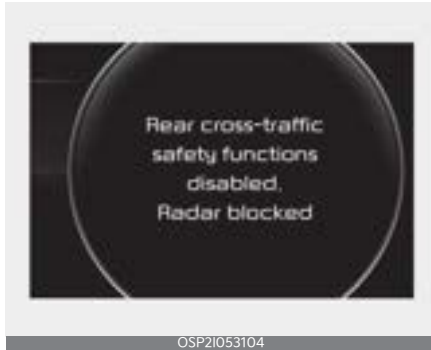 Rear cross-traffic
safety functions
disabled.
Radar blocked
OSP2I053104